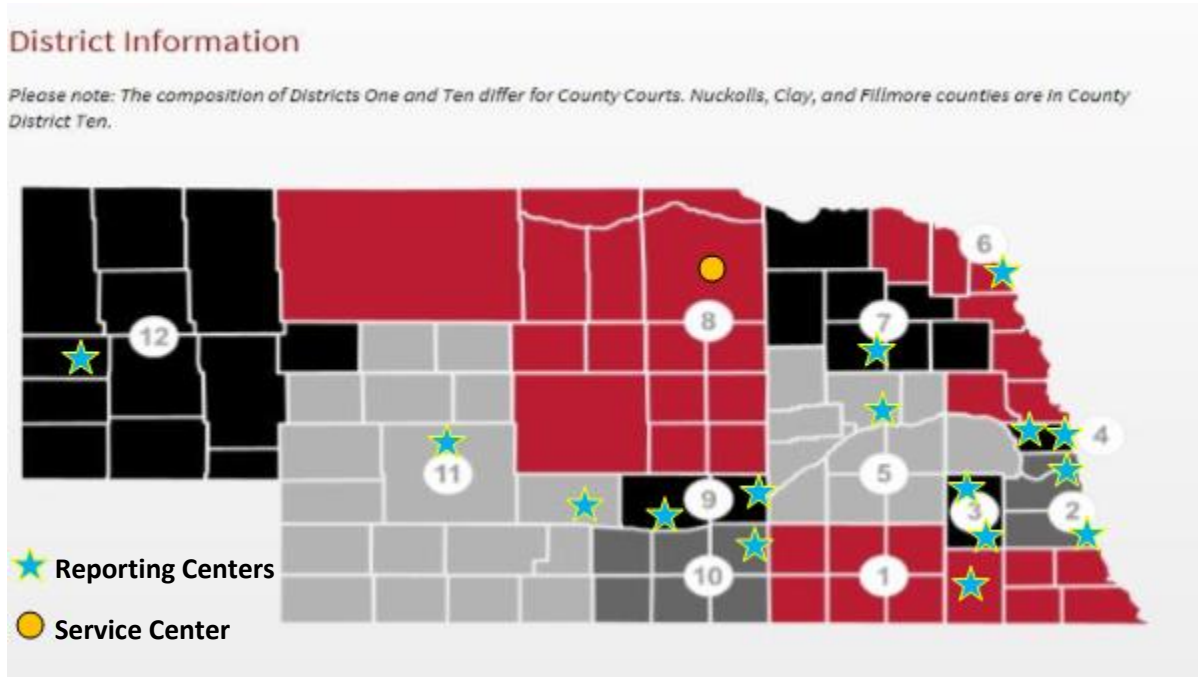 District Information
Please note: The composition of Districts One and Ten differ for County Courts. Nuckolls, Clay, and Fillmore counties are in County
District Ten.
6
8
7
12
4
11
5
9
3
2
10
1
Reporting Centers
Service Center